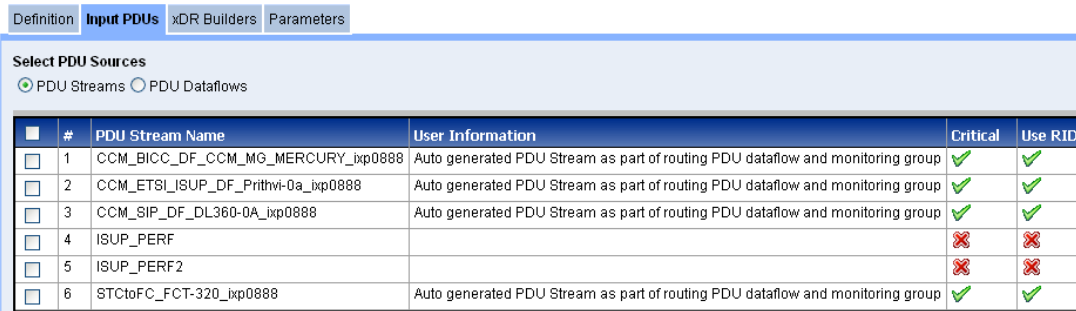 Definition Input PDUs xDR Builders Parameters
Select PDU Sources
PDU Streams PDU Dataflows
# PDU Stream Name User Information Critical Use RID
1 CCM_BICC_DF_CCM_MG_MERCURY_ixp0888 Auto generated PDU Stream as part of routing PDU dataflow and monitoring group
2 CCM_ETSI_ISUP_DF_Prithvi-0a_ixp0888 Auto generated PDU Stream as part of routing PDU dataflow and monitoring group
3 CCM_SIP_DF_DL360-0A_ixp0888 Auto generated PDU Stream as part of routing PDU dataflow and monitoring group
4 ISUP_PERF
5 ISUP_PERF2
6 STCtoFC_FCT-320_ixp0888 Auto generated PDU Stream as part of routing PDU dataflow and monitoring group